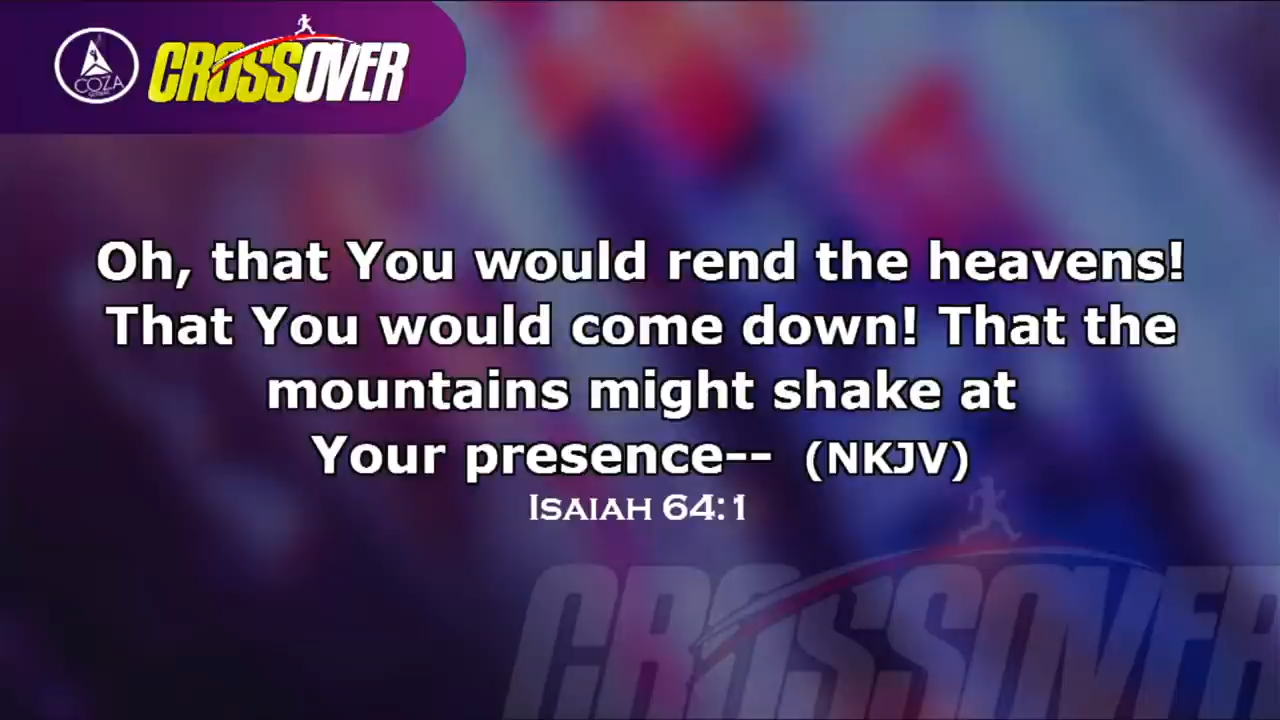 COZA
CROSSOVER
Oh, that You would rend the heavens!
That You would come down! That the
mountains might shake at
Your presence-- (NKJV)
ISAIAH 64:1
CROSSOVER